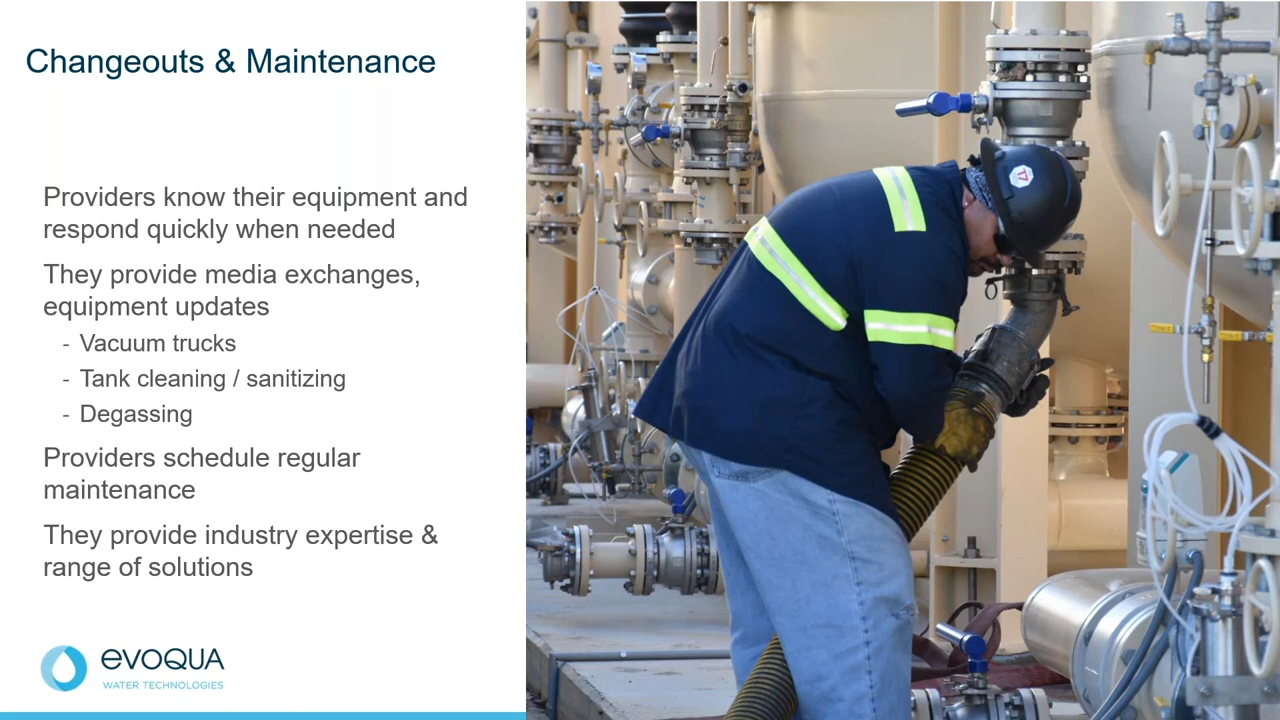 Changeouts & Maintenance
Providers know their equipment and
respond quickly when needed
They provide media exchanges,
equipment updates
- Vacuum trucks
- Tank cleaning / sanitizing
- Degassing
Providers schedule regular
maintenance
They provide industry expertise &
range of solutions
evoQUA
WATER TECHNOLOGIES
17